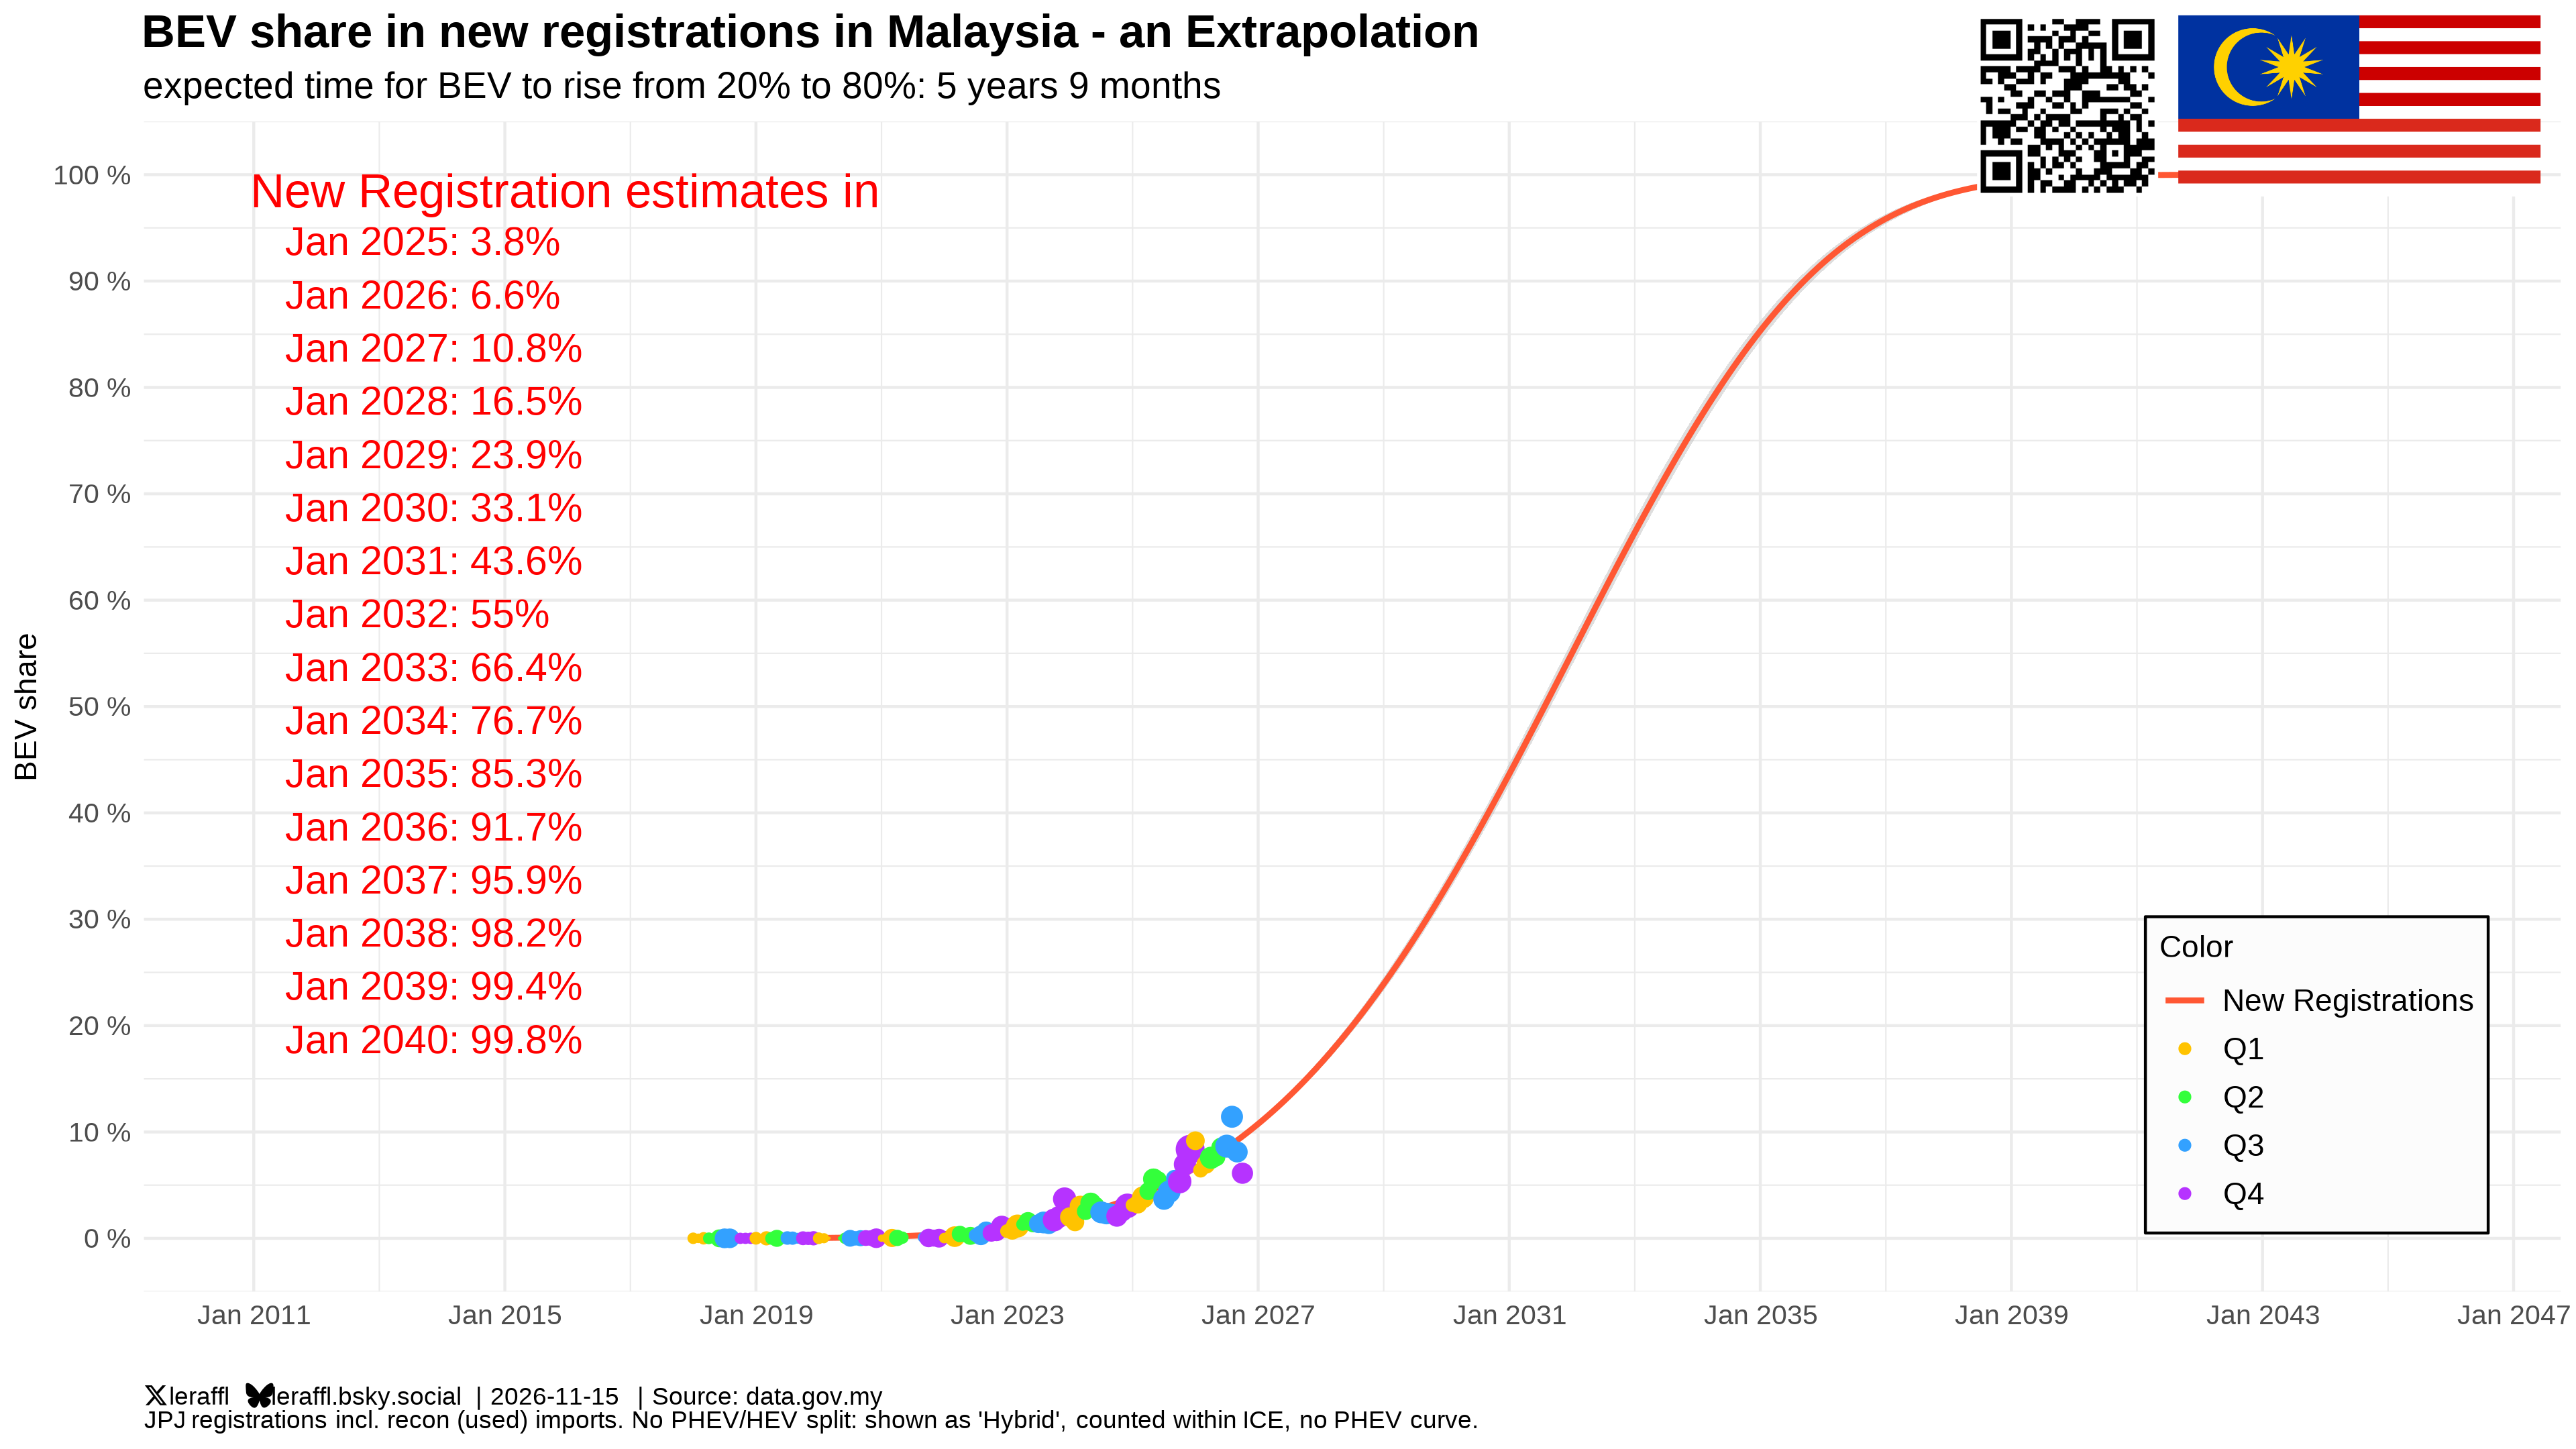 BEV share in new registrations in Malaysia - an Extrapolation
expected time for BEV to rise from 20% to 80%: 5 years 9 months
100 %
90 %
80 %
70 %
60 %
50 %
40 %
30 %
20 %
10 %
0 %
BEV share
New Registration estimates in
Jan 2025: 3.8%
Jan 2026: 6.6%
Jan 2027: 10.8%
Jan 2028: 16.5%
Jan 2029: 23.9%
Jan 2030: 33.1%
Jan 2031: 43.6%
Jan 2032: 55%
Jan 2033: 66.4%
Jan 2034: 76.7%
Jan 2035: 85.3%
Jan 2036: 91.7%
Jan 2037: 95.9%
Jan 2038: 98.2%
Jan 2039: 99.4%
Jan 2040: 99.8%
Color
New Registrations
Q1
Q2
Q3
Q4
Jan 2011 Jan 2015 Jan 2019 Jan 2023 Jan 2027 Jan 2031 Jan 2035 Jan 2039 Jan 2043 Jan 2047
leraffl leraffl.bsky.social | 2026-11-15 | Source: data.gov.my
JPJ registrations incl. recon (used) imports. No PHEV/HEV split: shown as 'Hybrid', counted within ICE, no PHEV curve.